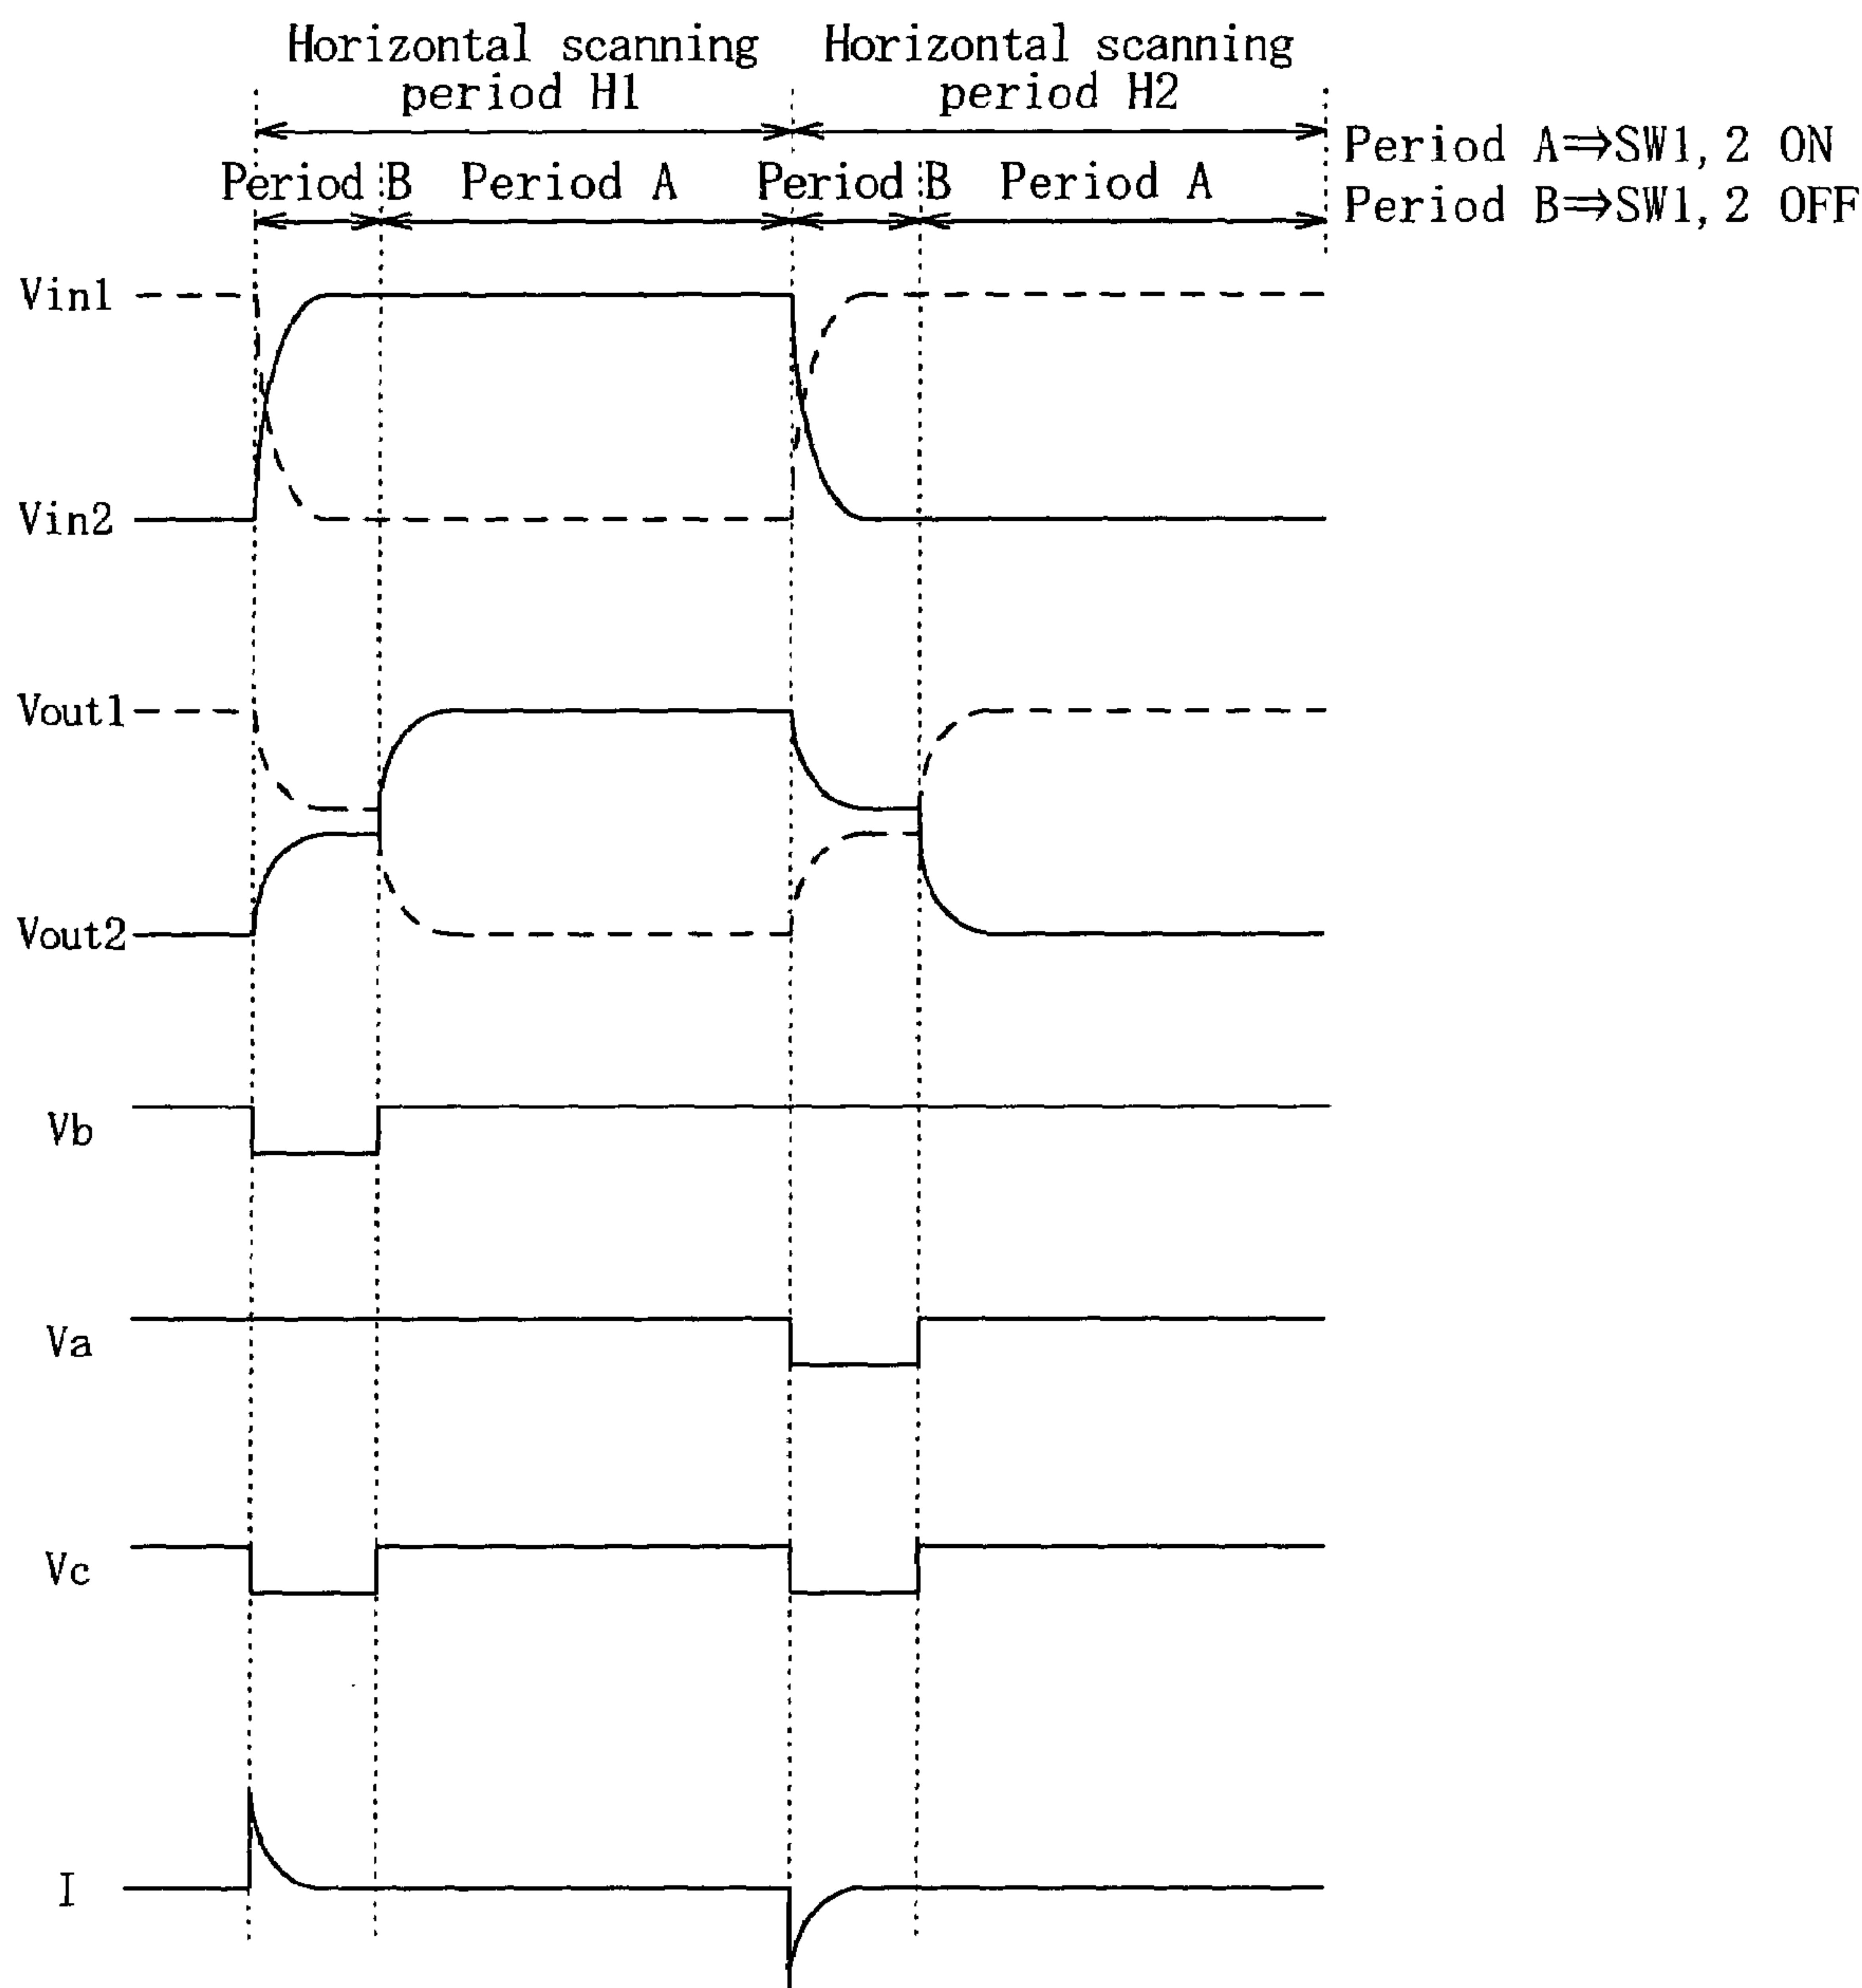 Horizontal scanning
period H1
Horizontal scanning
period H2
Period A⇒SW1, 2 ON
Period B⇒SW1, 2 OFF
Period B
Period A
Period B
Period A
Vin1
Vin2
Vout1
Vout2
Vb
Va
Vc
I